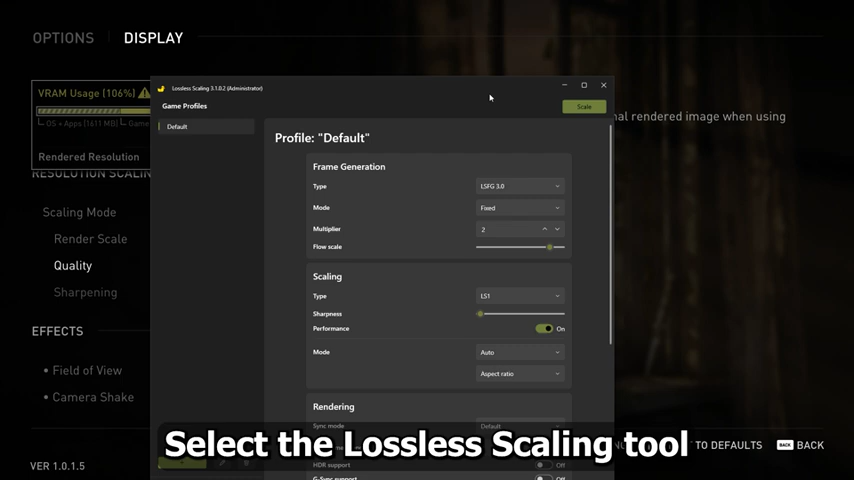 OPTIONS DISPLAY
VRAM Usage (106%)
OS + Apps (1611 MB) Game
Rendered Resolution
RESOLUTION SCALIN
Scaling Mode
Render Scale
Quality
Sharpening
EFFECTS
• Field of View
• Camera Shake
VER 1.0.1.5
Lossless Scaling 3.1.0.2 (Administrator)
Game Profiles
Scale
Default
Profile: "Default"
Frame Generation
Type LSFG 3.0
Mode Fixed
Multiplier 2
Flow scale
Scaling
Type LS1
Sharpness
Performance On
Mode Auto
Aspect ratio
Rendering
Sync mode Default
HDR support Off
G-Sync support Off
nal rendered image when using
TO DEFAULTS BACK BACK
Select the Lossless Scaling tool